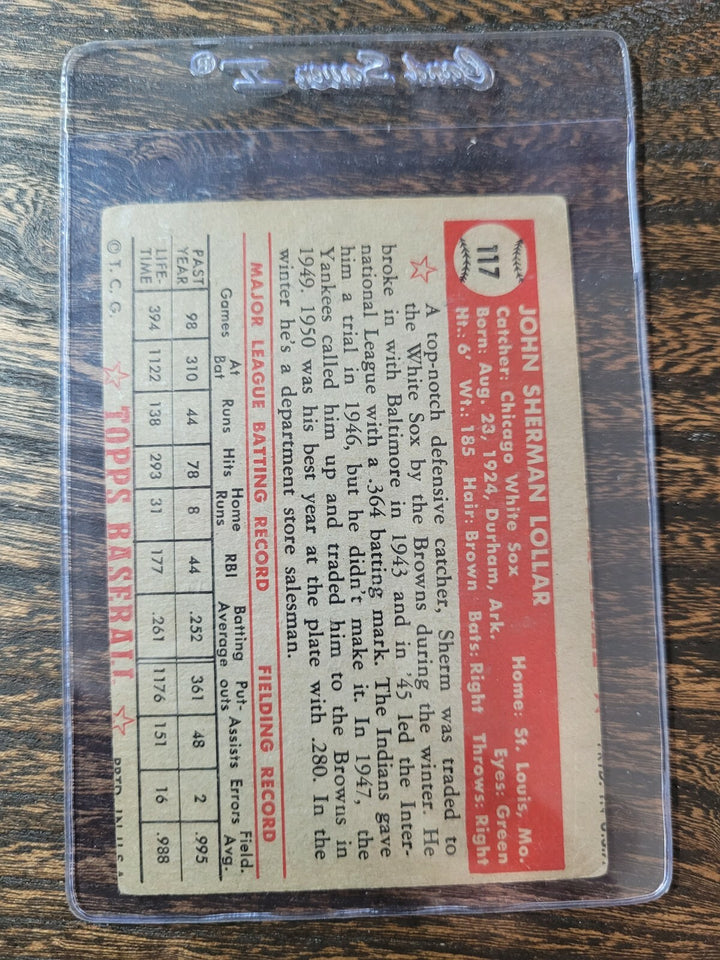 117
JOHN SHERMAN LOLLAR
Catcher: Chicago White Sox Home: St. Louis, Mo.
Born: Aug. 23, 1924, Durham, Ark. Eyes: Green
Ht.: 6' Wt.: 185 Hair: Brown Bats: Right Throws: Right
A top-notch defensive catcher, Sherm was traded to
the White Sox by the Browns during the winter. He
broke in with Baltimore in 1943 and in '45 led the Inter-
national League with a .364 batting mark. The Indians gave
him a trial in 1946, but he didn't make it. In 1947, the
Yankees called him up and traded him to the Browns in
1949. 1950 was his best year at the plate with .280. In the
winter he's a department store salesman.
MAJOR LEAGUE BATTING RECORD FIELDING RECORD
Games At Bat Runs Hits Home Runs RBI Batting Average Put-outs Assists Errors Field. Avg.
PAST YEAR 98 310 44 78 8 44 .252 361 48 2 .995
LIFE-TIME 394 1122 138 293 31 177 .261 1176 151 16 .988
© T. C. G. TOPPS BASEBALL PRTD. IN U.S.A.